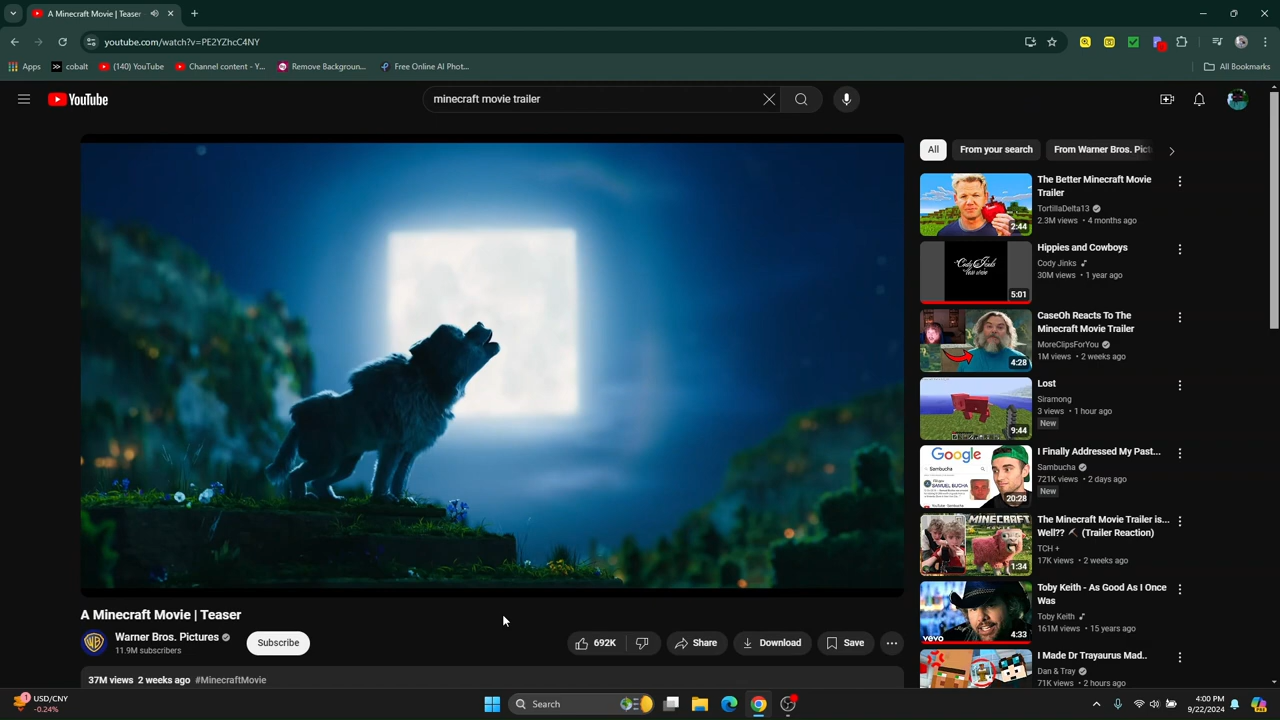 A Minecraft Movie | Teaser
youtube.com/watch?v=PE2YZhcC4NY
Apps
cobalt
(140) YouTube
Channel content - Y...
Remove Backgroun...
Free Online AI Phot...
All Bookmarks
YouTube
minecraft movie trailer
All
From your search
From Warner Bros. Pict
The Better Minecraft Movie
Trailer
TortillaDelta13
2.3M views • 4 months ago
2:44
Hippies and Cowboys
Cody Jinks
30M views • 1 year ago
Cody Jinks
5:01
CaseOh Reacts To The
Minecraft Movie Trailer
MoreClipsForYou
1M views • 2 weeks ago
4:28
Lost
Siramong
3 views • 1 hour ago
New
9:44
I Finally Addressed My Past...
Sambucha
721K views • 2 days ago
New
Google
Sambucha
SAMUEL BUCHA
20:28
The Minecraft Movie Trailer is...
Well?? ⛏ (Trailer Reaction)
TCH +
17K views • 2 weeks ago
MINECRAFT
1:34
Toby Keith - As Good As I Once
Was
Toby Keith
161M views • 15 years ago
vevo
4:33
I Made Dr Trayaurus Mad..
Dan & Tray
71K views • 2 hours ago
A Minecraft Movie | Teaser
Warner Bros. Pictures
11.9M subscribers
Subscribe
692K
Share
Download
Save
37M views 2 weeks ago #MinecraftMovie
USD/CNY
-0.24%
Search
4:00 PM
9/22/2024